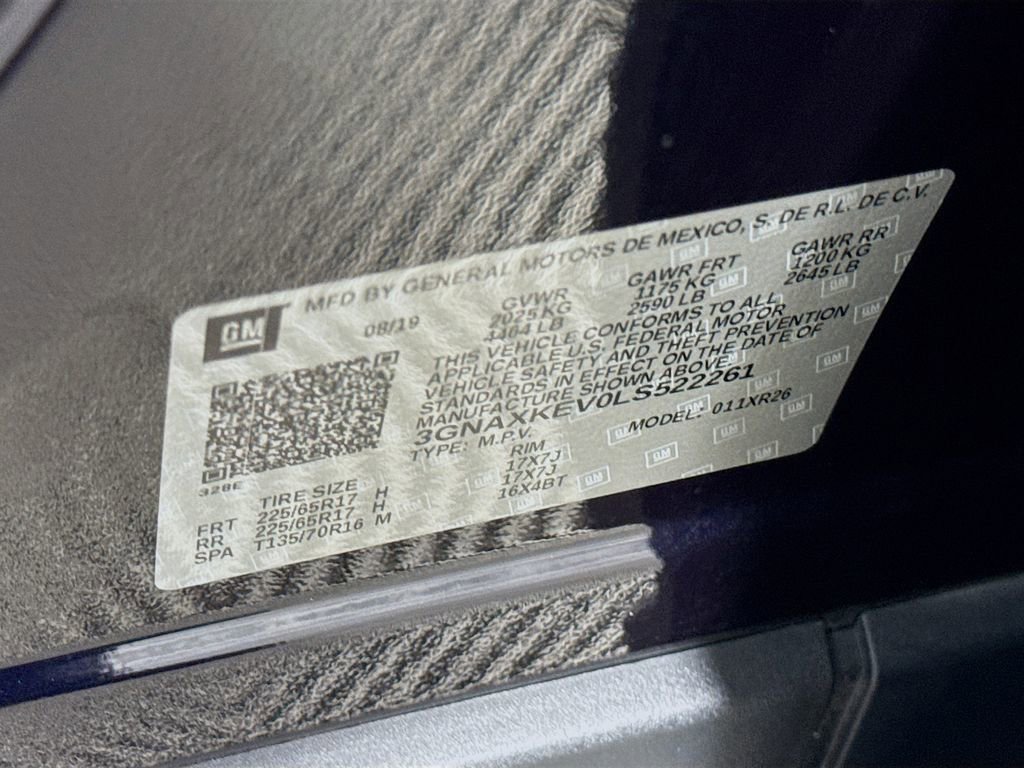 GM
MFD BY GENERAL MOTORS DE MEXICO, S. DE R.L. DE C.V.
08/19
GVWR GAWR FRT GAWR RR
2025 KG 1175 KG 1200 KG
4464 LB 2590 LB 2645 LB
THIS VEHICLE CONFORMS TO ALL
APPLICABLE U.S. FEDERAL MOTOR
VEHICLE SAFETY AND THEFT PREVENTION
STANDARDS IN EFFECT ON THE DATE OF
MANUFACTURE SHOWN ABOVE.
3GNAXKEV0LS522261
TYPE: M.P.V. MODEL: 011XR26
328E
TIRE SIZE RIM
FRT 225/65R17 H 17X7J
RR 225/65R17 H 17X7J
SPA T135/70R16 M 16X4BT